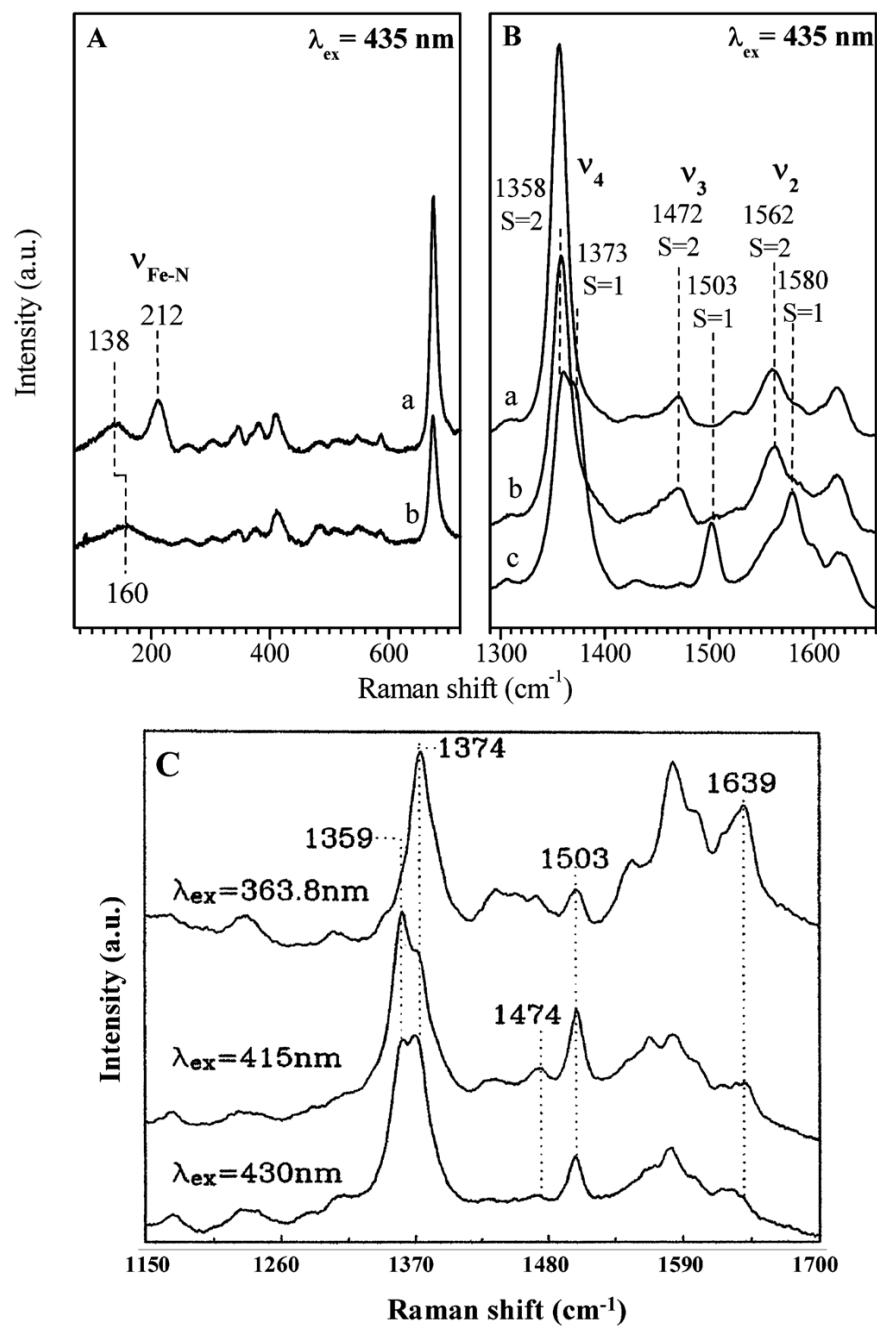 A
λex= 435 nm
B
λex= 435 nm
νFe-N
212
138
160
a
b
ν4
ν3
ν2
1358
S=2
1373
S=1
1472
S=2
1503
S=1
1562
S=2
1580
S=1
a
b
c
Intensity (a.u.)
200
400
600
1300
1400
1500
1600
Raman shift (cm-1)
C
1374
1359
1639
1503
1474
λex=363.8nm
λex=415nm
λex=430nm
Intensity (a.u.)
1150
1260
1370
1480
1590
1700
Raman shift (cm-1)